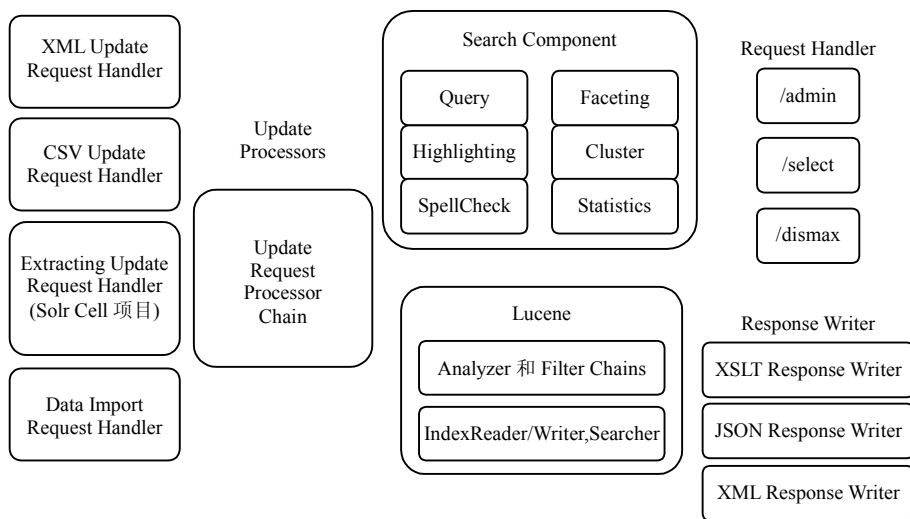 XML Update
Request Handler
CSV Update
Request Handler
Extracting Update
Request Handler
(Solr Cell 项目)
Data Import
Request Handler
Update
Processors
Update
Request
Processor
Chain
Search Component
Query
Faceting
Highlighting
Cluster
SpellCheck
Statistics
Lucene
Analyzer 和 Filter Chains
IndexReader/Writer,Searcher
Request Handler
/admin
/select
/dismax
Response Writer
XSLT Response Writer
JSON Response Writer
XML Response Writer